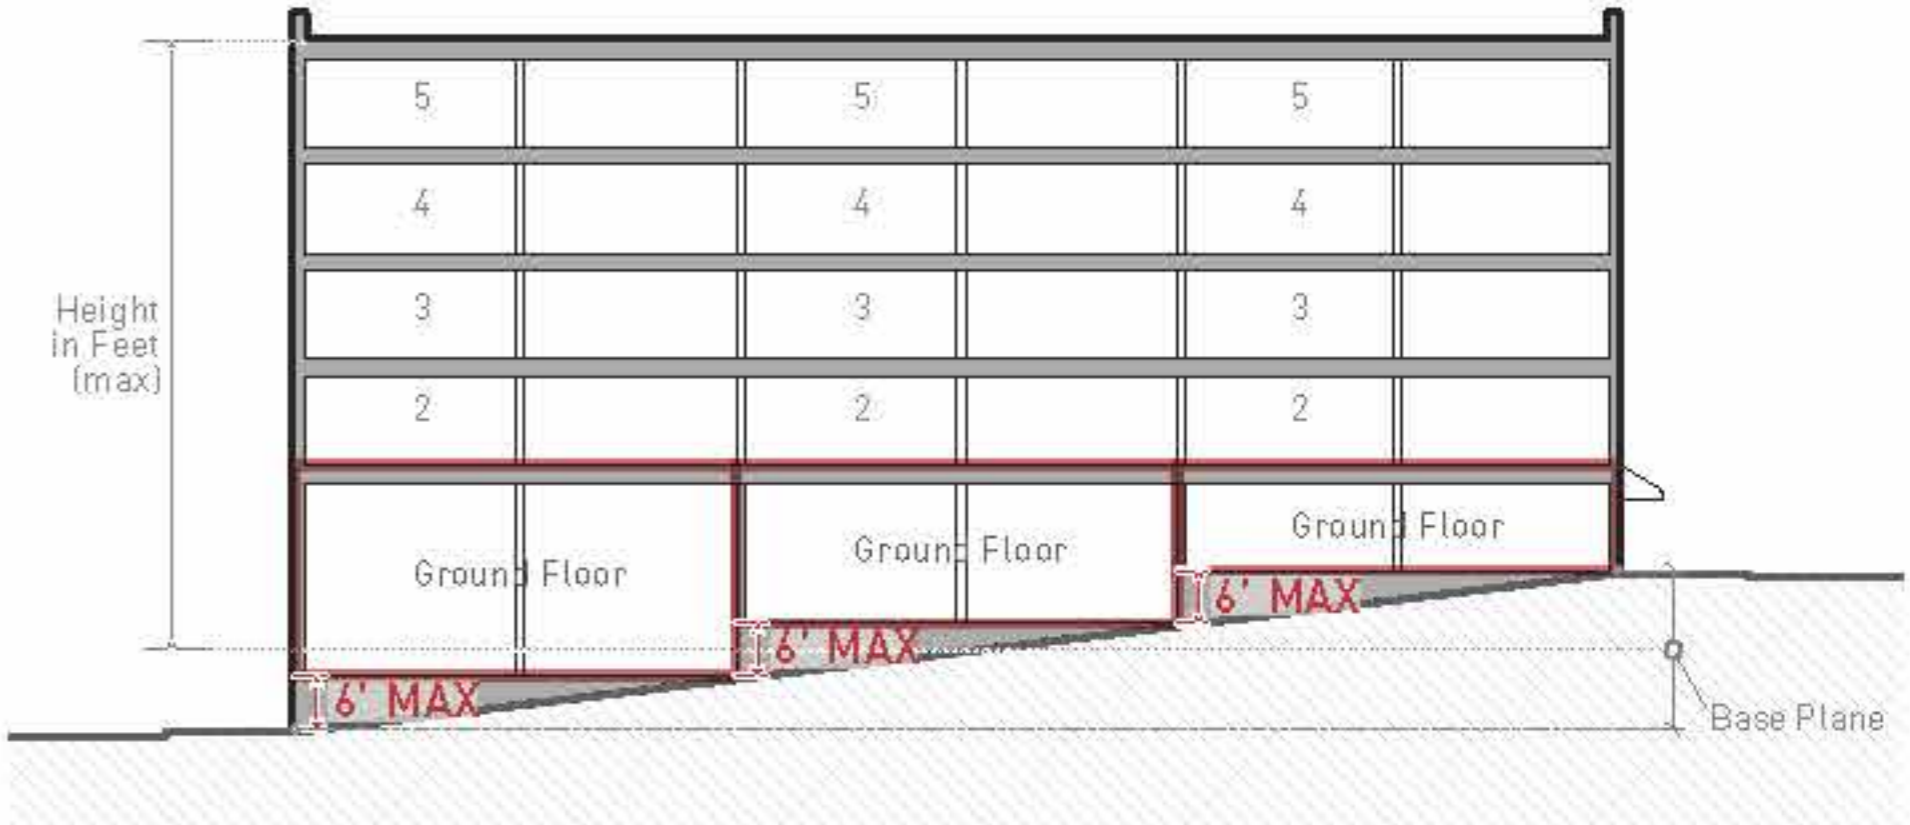 5 5 5
4 4 4
Height
in Feet
(max)
3 3 3
2 2 2
Ground Floor
Ground Floor
Ground Floor
6' MAX
6' MAX
6' MAX
Base Plane